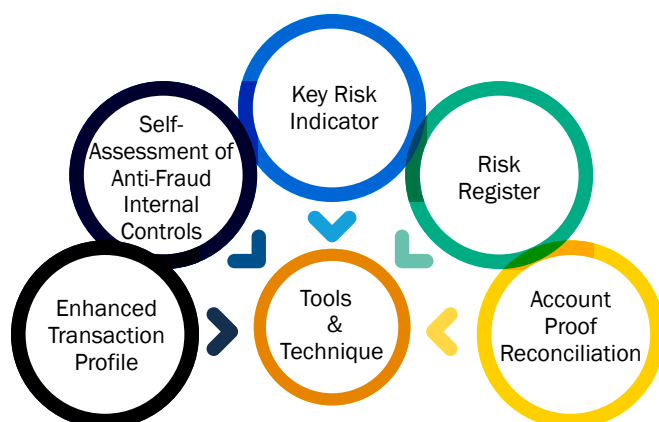 Key Risk
Indicator
Self-
Assessment of
Anti-Fraud
Internal
Controls
Risk
Register
Enhanced
Transaction
Profile
Tools
&
Technique
Account
Proof
Reconciliation